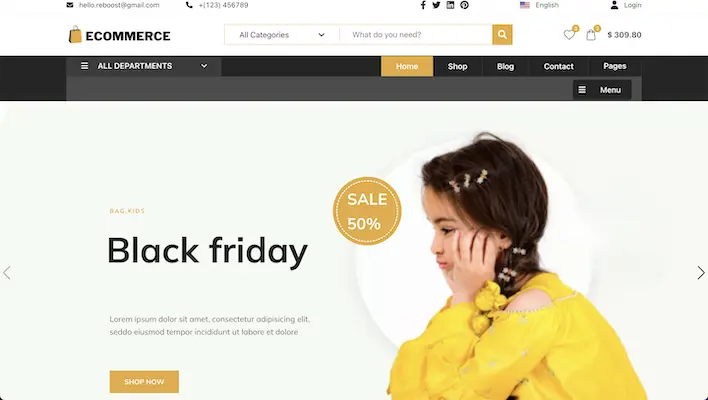 hello.reboost@gmail.com
+(123) 456789
English
Login
ECOMMERCE
All Categories
What do you need?
$ 309.80
ALL DEPARTMENTS
Home
Shop
Blog
Contact
Pages
Menu
BAG,KIDS
SALE
50%
Black friday
Lorem ipsum dolor sit amet, consectetur adipisicing elit,
seddo eiusmod tempor incididunt ut labore et dolore
SHOP NOW